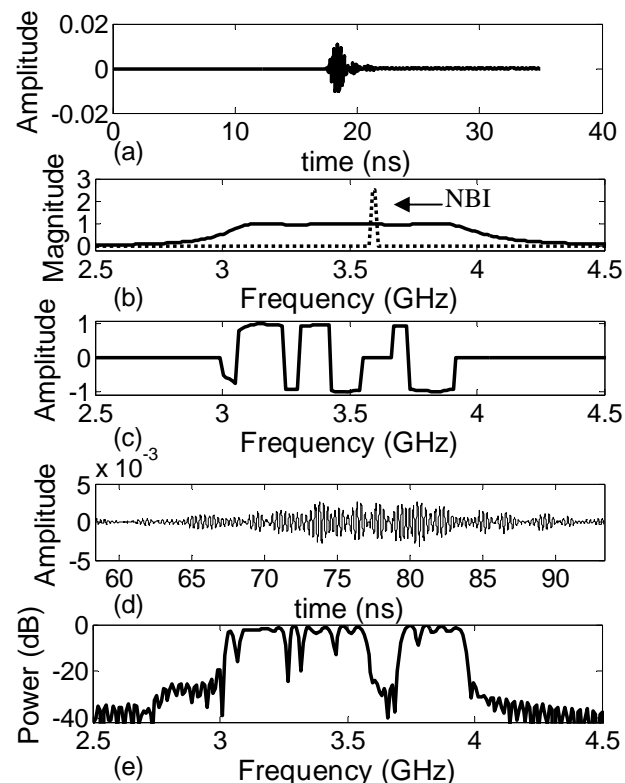 Amplitude
0.02
0
-0.02
0 10 20 30 40
(a) time (ns)
Magnitude
3
2
1
0
NBI
2.5 3 3.5 4 4.5
(b) Frequency (GHz)
Amplitude
1
0
-1
2.5 3 3.5 4 4.5
(c) Frequency (GHz)
x 10-3
Amplitude
5
0
-5
60 65 70 75 80 85 90
(d) time (ns)
Power (dB)
0
-20
-40
2.5 3 3.5 4 4.5
(e) Frequency (GHz)